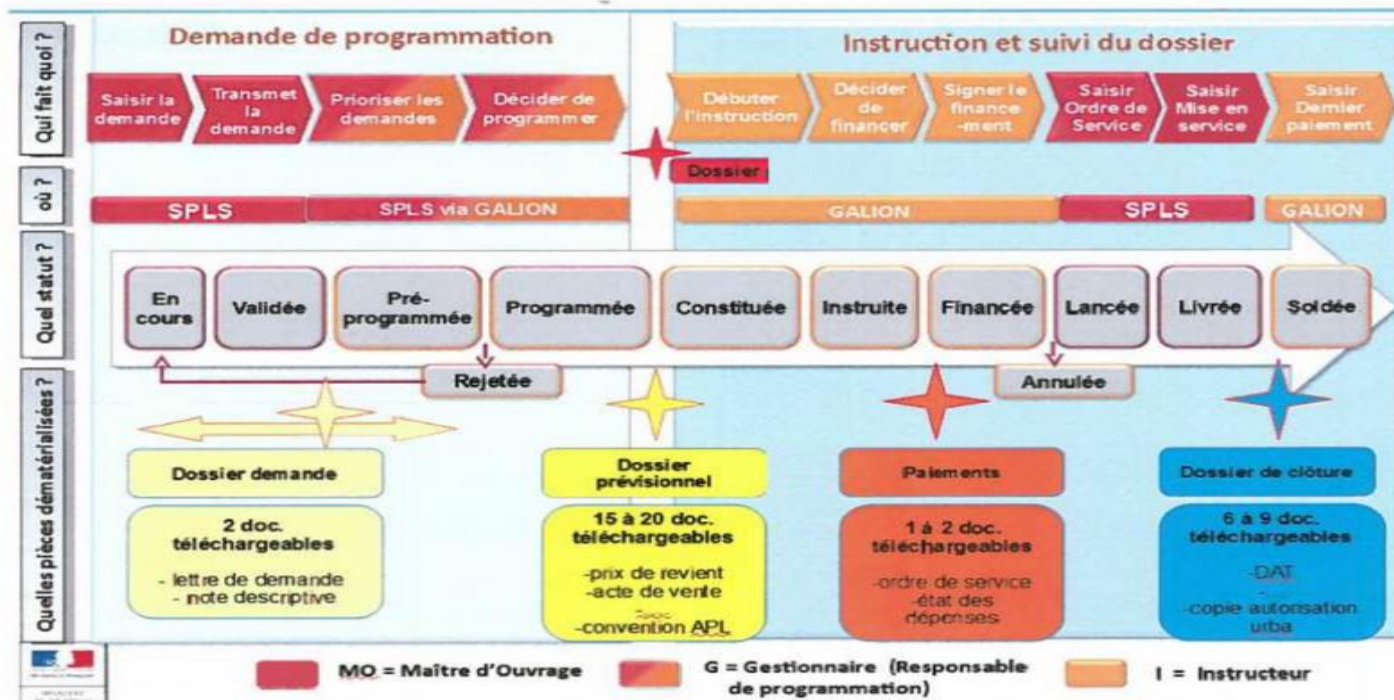 Demande de programmation
Instruction et suivi du dossier
Qui fait quoi ?
Saisir la
demande
Transmet
la
demande
Prioriser les
demandes
Décider de
programmer
Débuter
l'instruction
Décider
de
financer
Signer le
finance
-ment
Saisir
Ordre de
Service
Saisir
Mise en
service
Saisir
Dernier
paiement
Dossier
où ?
SPLS
SPLS via GALION
GALION
SPLS
GALION
Quel statut ?
En
cours
Validée
Pré-
programmée
Programmée
Constituée
Instruite
Financée
Lancée
Livrée
Soldée
Rejetée
Annulée
Quelles pièces dématérialisées ?
Dossier demande
2 doc.
téléchargeables
- lettre de demande
- note descriptive
Dossier
prévisionnel
15 à 20 doc.
téléchargeables
-prix de revient
-acte de vente
-convention APL
Paiements
1 à 2 doc.
téléchargeables
-ordre de service
-état des
dépenses
Dossier de clôture
6 à 9 doc.
téléchargeables
-DAT
...
-copie autorisation
urba
MO = Maître d'Ouvrage
G = Gestionnaire (Responsable
de programmation)
I = Instructeur